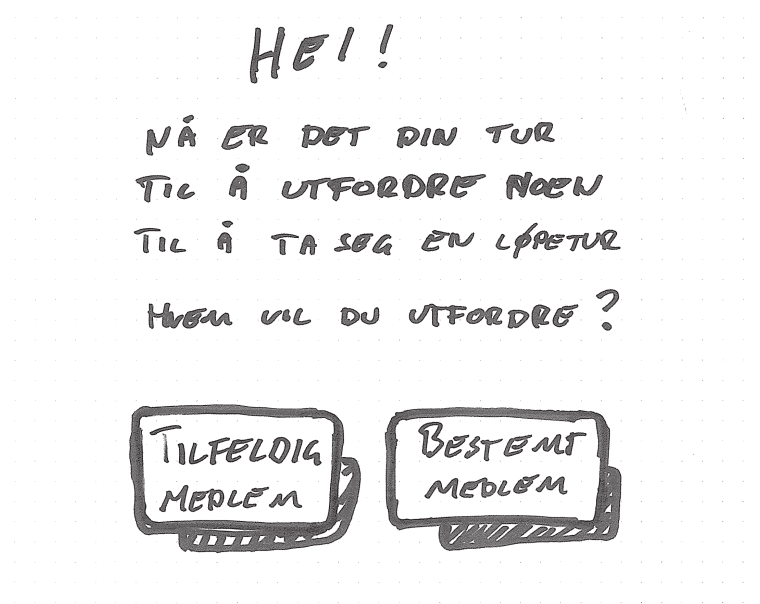 HEI!
NÅ ER DET DIN TUR
TIL Å UTFORDRE NOEN
TIL Å TA SEG EN LØPETUR
HVEM VIL DU UTFORDRE?
TILFELDIG
MEDLEM
BESTEMT
MEDLEM